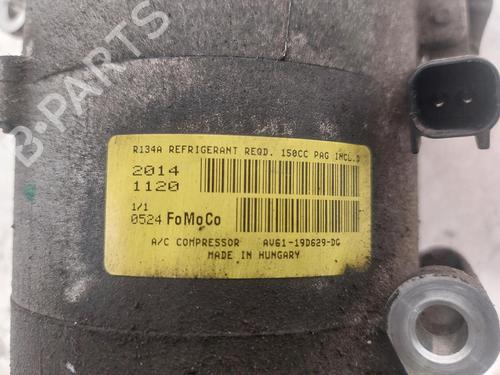 R134A REFRIGERANT REQD. 150CC PAG INCL.D
2014
1120
1/1
0524 FoMoCo
A/C COMPRESSOR AV61-19D629-DG
MADE IN HUNGARY
B-PARTS